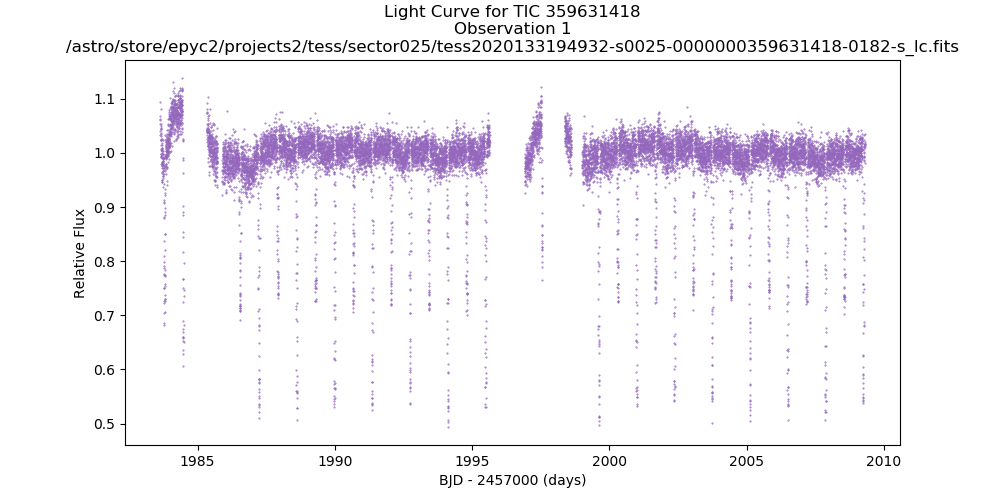 Light Curve for TIC 359631418
Observation 1
/astro/store/epyc2/projects2/tess/sector025/tess2020133194932-s0025-0000000359631418-0182-s_lc.fits
Relative Flux
1.1
1.0
0.9
0.8
0.7
0.6
0.5
1985
1990
1995
2000
2005
2010
BJD - 2457000 (days)